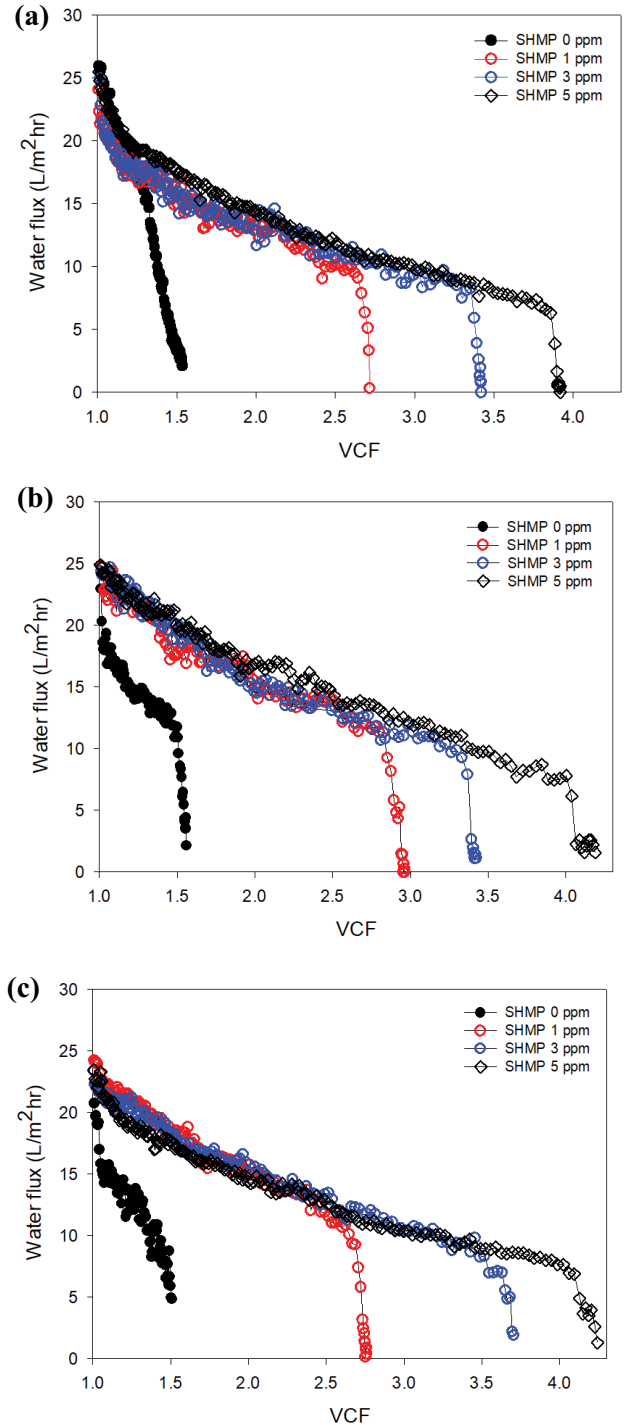 (a)
30
SHMP 0 ppm
SHMP 1 ppm
25
SHMP 3 ppm
SHMP 5 ppm
20
15
10
5
0
Water flux (L/m²hr)
1.0 1.5 2.0 2.5 3.0 3.5 4.0
VCF
(b)
30
SHMP 0 ppm
SHMP 1 ppm
25
SHMP 3 ppm
SHMP 5 ppm
20
15
10
5
0
Water flux (L/m²hr)
1.0 1.5 2.0 2.5 3.0 3.5 4.0
VCF
(c)
30
SHMP 0 ppm
SHMP 1 ppm
25
SHMP 3 ppm
SHMP 5 ppm
20
15
10
5
0
Water flux (L/m²hr)
1.0 1.5 2.0 2.5 3.0 3.5 4.0
VCF